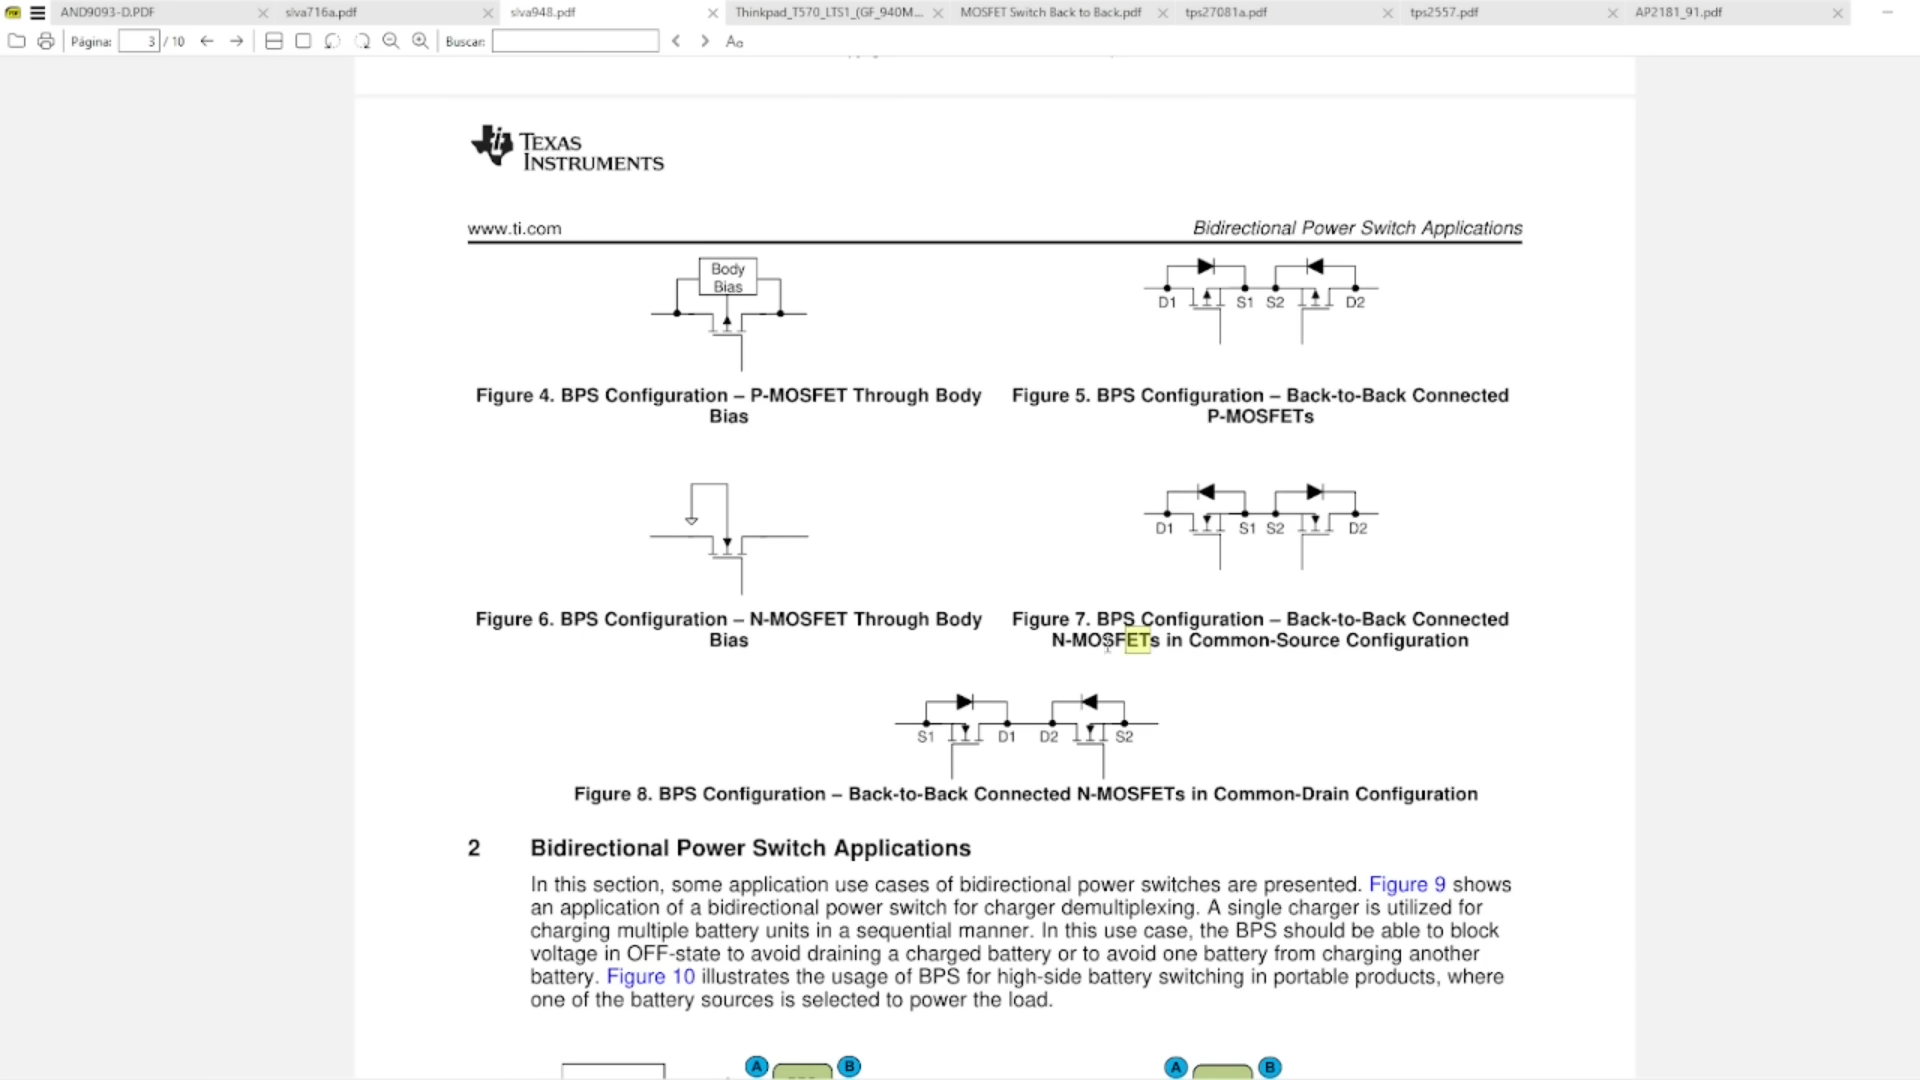 AND9093-D.PDF
slva716a.pdf
slva948.pdf
Thinkpad_T570_LTS1_(GF_940M...
MOSFET Switch Back to Back.pdf
tps27081a.pdf
tps2557.pdf
AP2181_91.pdf
Página: 3 / 10
Buscar:
Aa
TEXAS
INSTRUMENTS
www.ti.com
Bidirectional Power Switch Applications
Body
Bias
D1 S1 S2 D2
Figure 4. BPS Configuration – P-MOSFET Through Body
Bias
Figure 5. BPS Configuration – Back-to-Back Connected
P-MOSFETs
D1 S1 S2 D2
Figure 6. BPS Configuration – N-MOSFET Through Body
Bias
Figure 7. BPS Configuration – Back-to-Back Connected
N-MOSFETs in Common-Source Configuration
S1 D1 D2 S2
Figure 8. BPS Configuration – Back-to-Back Connected N-MOSFETs in Common-Drain Configuration
2 Bidirectional Power Switch Applications
In this section, some application use cases of bidirectional power switches are presented. Figure 9 shows
an application of a bidirectional power switch for charger demultiplexing. A single charger is utilized for
charging multiple battery units in a sequential manner. In this use case, the BPS should be able to block
voltage in OFF-state to avoid draining a charged battery or to avoid one battery from charging another
battery. Figure 10 illustrates the usage of BPS for high-side battery switching in portable products, where
one of the battery sources is selected to power the load.
A B A B